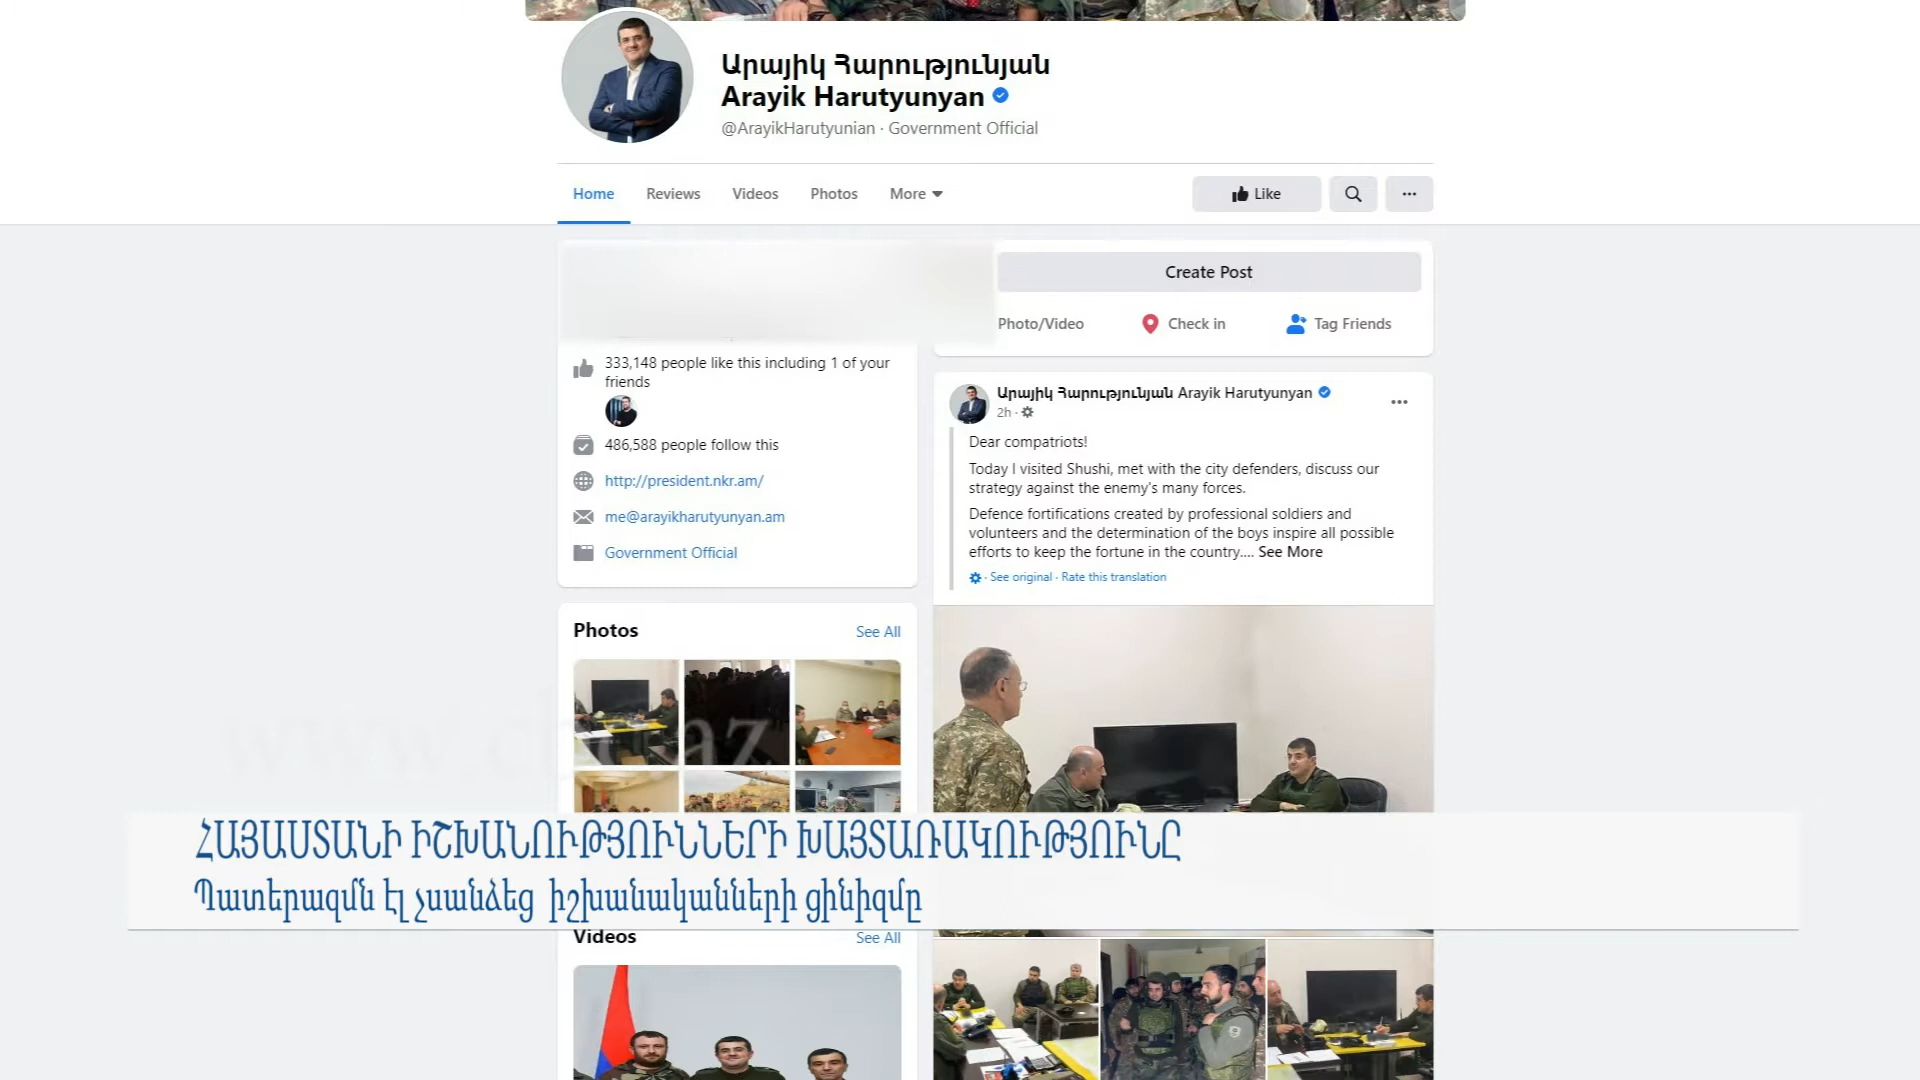 Արայիկ Հարությունյան
Arayik Harutyunyan
@ArayikHarutyunian · Government Official
Home
Reviews
Videos
Photos
More
Like
Create Post
Photo/Video
Check in
Tag Friends
333,148 people like this including 1 of your
friends
486,588 people follow this
http://president.nkr.am/
me@arayikharutyunyan.am
Government Official
Արայիկ Հարությունյան Arayik Harutyunyan
2h ·
Dear compatriots!
Today I visited Shushi, met with the city defenders, discuss our
strategy against the enemy's many forces.
Defence fortifications created by professional soldiers and
volunteers and the determination of the boys inspire all possible
efforts to keep the fortune in the country.... See More
· See original · Rate this translation
Photos
See All
ՀԱՅԱՍՏԱՆԻ ԻՇԽԱՆՈՒԹՅՈՒՆՆԵՐԻ ԽԱՅՏԱՌԱԿՈՒԹՅՈՒՆԸ
Պատերազմն էլ չսանձեց իշխանականների ցինիզմը
Videos
See All